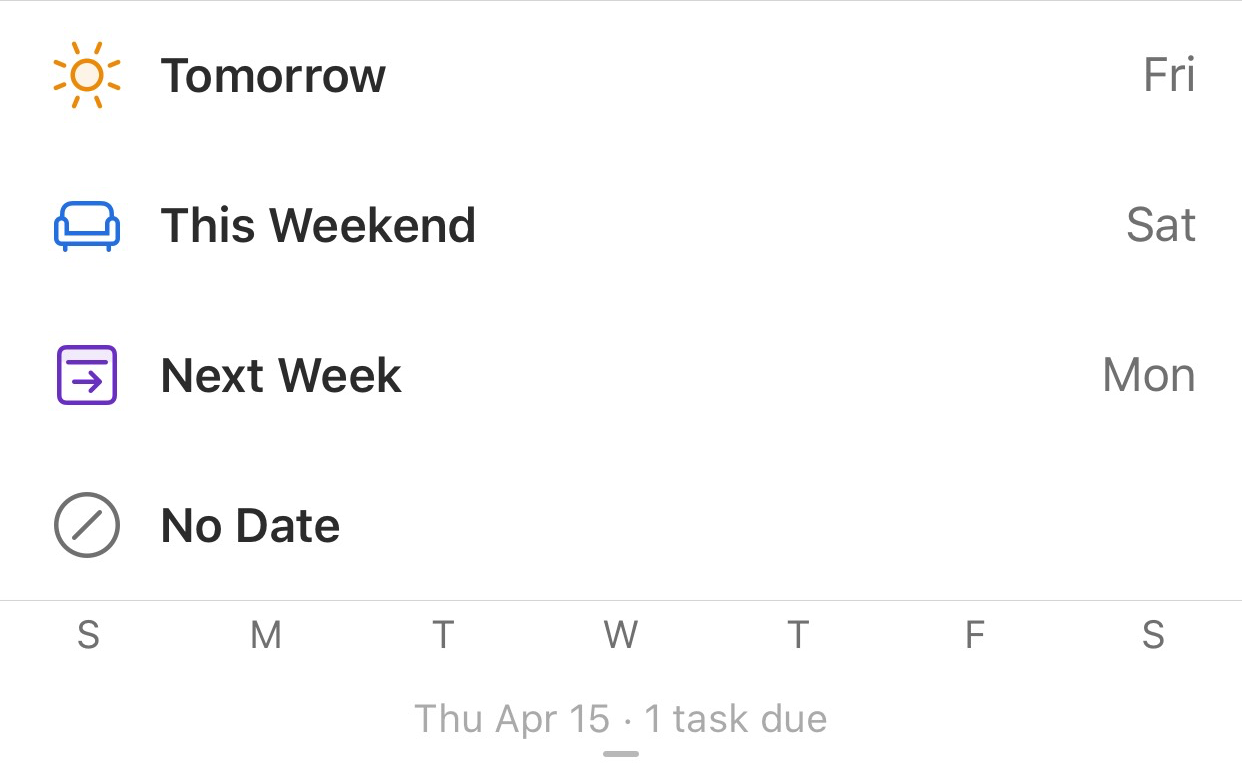 Tomorrow Fri
This Weekend Sat
Next Week Mon
No Date
S M T W T F S
Thu Apr 15 · 1 task due